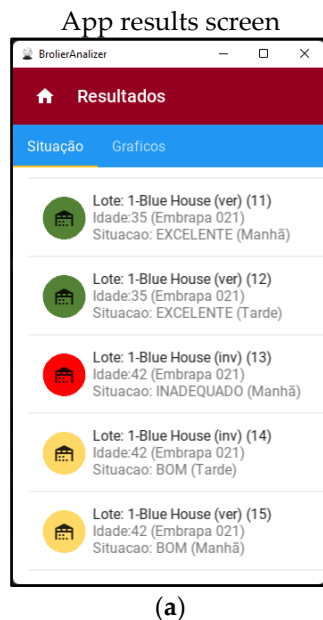 App results screen
BrolierAnalizer
Resultados
Situação Graficos
Lote: 1-Blue House (ver) (11)
Idade:35 (Embrapa 021)
Situacao: EXCELENTE (Manhã)
Lote: 1-Blue House (ver) (12)
Idade:35 (Embrapa 021)
Situacao: EXCELENTE (Tarde)
Lote: 1-Blue House (inv) (13)
Idade:42 (Embrapa 021)
Situacao: INADEQUADO (Manhã)
Lote: 1-Blue House (inv) (14)
Idade:42 (Embrapa 021)
Situacao: BOM (Tarde)
Lote: 1-Blue House (ver) (15)
Idade:42 (Embrapa 021)
Situacao: BOM (Manhã)
(a)